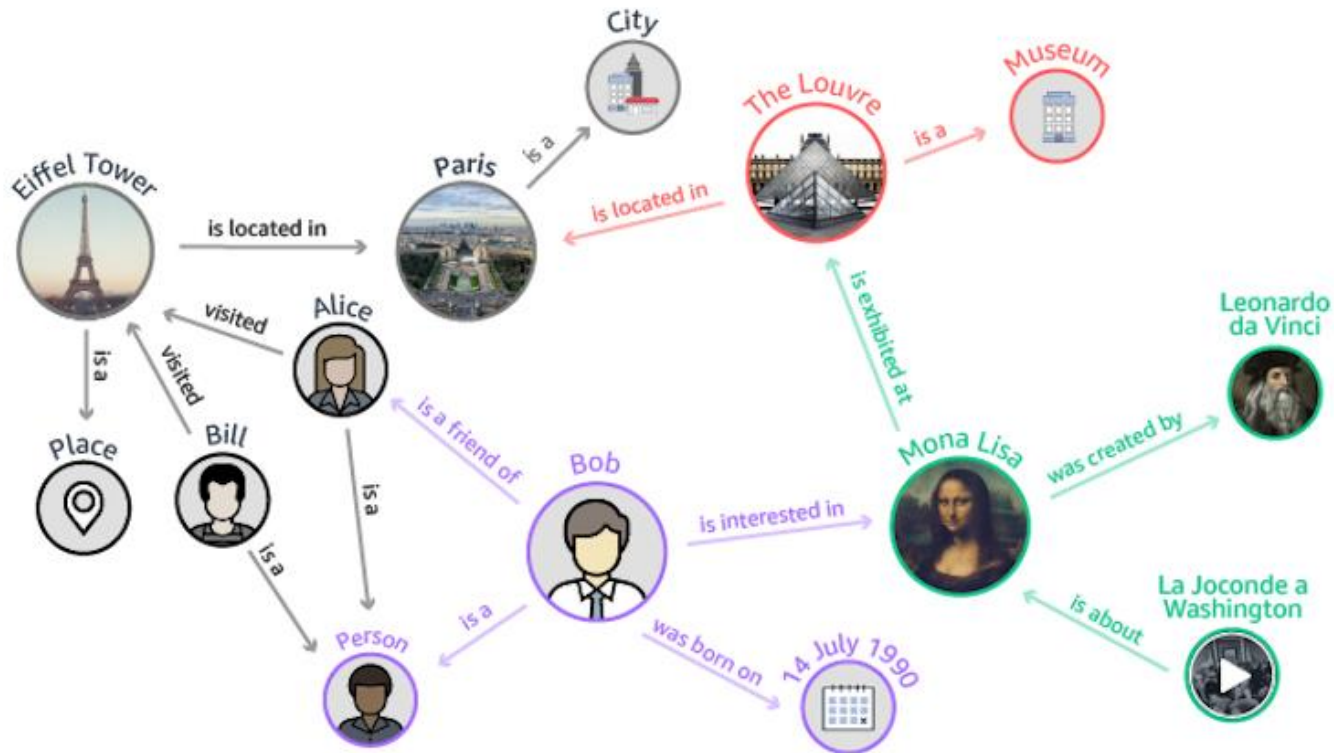 City
Museum
The Louvre
is a
is a
Eiffel Tower
Paris
is located in
is located in
Alice
visited
is exhibited at
Leonardo
da Vinci
is a
visited
is a friend of
Place
Bill
Bob
Mona Lisa
was created by
is a
is interested in
is a
La Joconde a
Washington
is about
Person
is a
was born on
14 July 1990